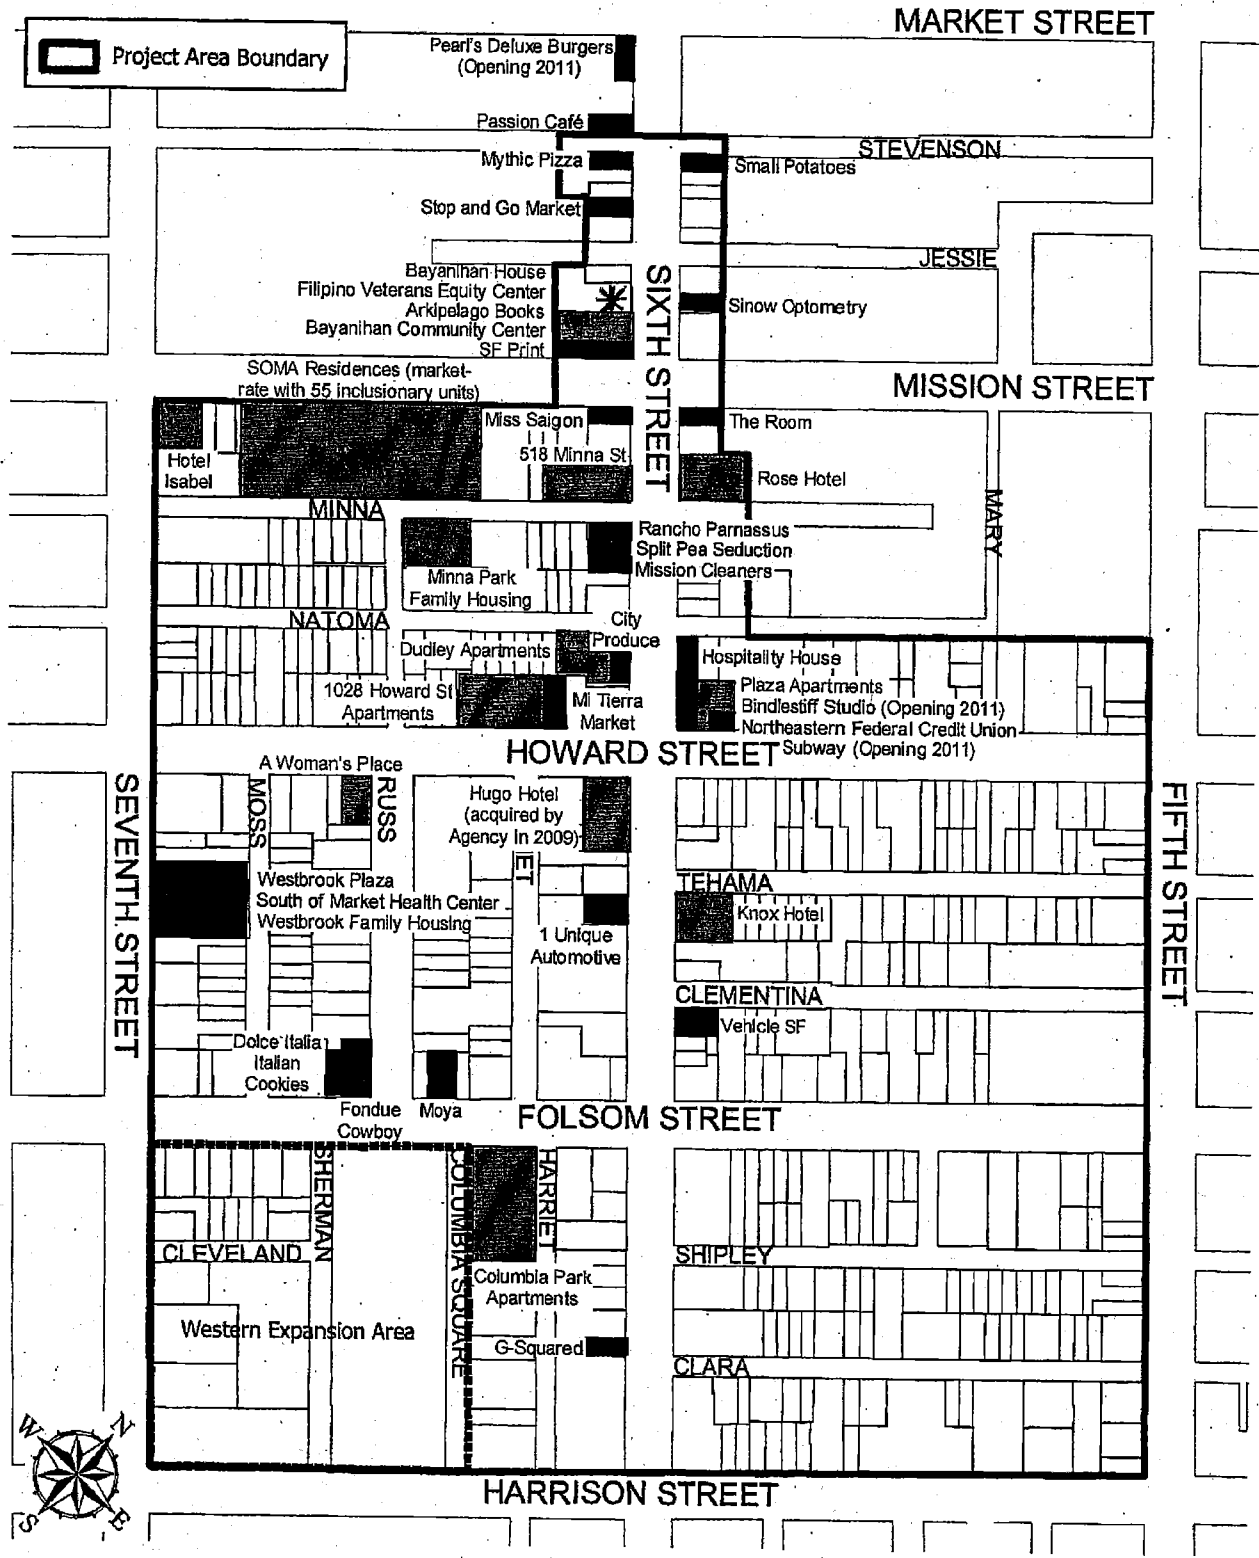 MARKET STREET
Project Area Boundary
Pearl's Deluxe Burgers
(Opening 2011)
Passion Café
STEVENSON
Mythic Pizza
Small Potatoes
Stop and Go Market
JESSIE
Bayanihan House
Filipino Veterans Equity Center
Arkipelago Books
Bayanihan Community Center
SF Print
SIXTH STREET
Sinow Optometry
SOMA Residences (market-
rate with 55 inclusionary units)
MISSION STREET
Miss Saigon
The Room
518 Minna St
Hotel
Isabel
Rose Hotel
MINNA
MARY
Rancho Parnassus
Split Pea Seduction
Mission Cleaners
Minna Park
Family Housing
NATOMA
City
Produce
Dudley Apartments
Hospitality House
1028 Howard St
Apartments
Mi Tierra
Market
Plaza Apartments
Bindlestiff Studio (Opening 2011)
Northeastern Federal Credit Union
Subway (Opening 2011)
HOWARD STREET
SEVENTH STREET
A Woman's Place
MOSS
RUSS
Hugo Hotel
(acquired by
Agency in 2009)
ET
FIFTH STREET
TEHAMA
Westbrook Plaza
South of Market Health Center
Westbrook Family Housing
Knox Hotel
1 Unique
Automotive
CLEMENTINA
Vehicle SF
Dolce Italia
Italian
Cookies
Fondue
Cowboy
Moya
FOLSOM STREET
SHERMAN
COLUMBIA SQUARE
HARRIET
CLEVELAND
SHIPLEY
Columbia Park
Apartments
Western Expansion Area
G-Squared
CLARA
W
N
S
E
HARRISON STREET